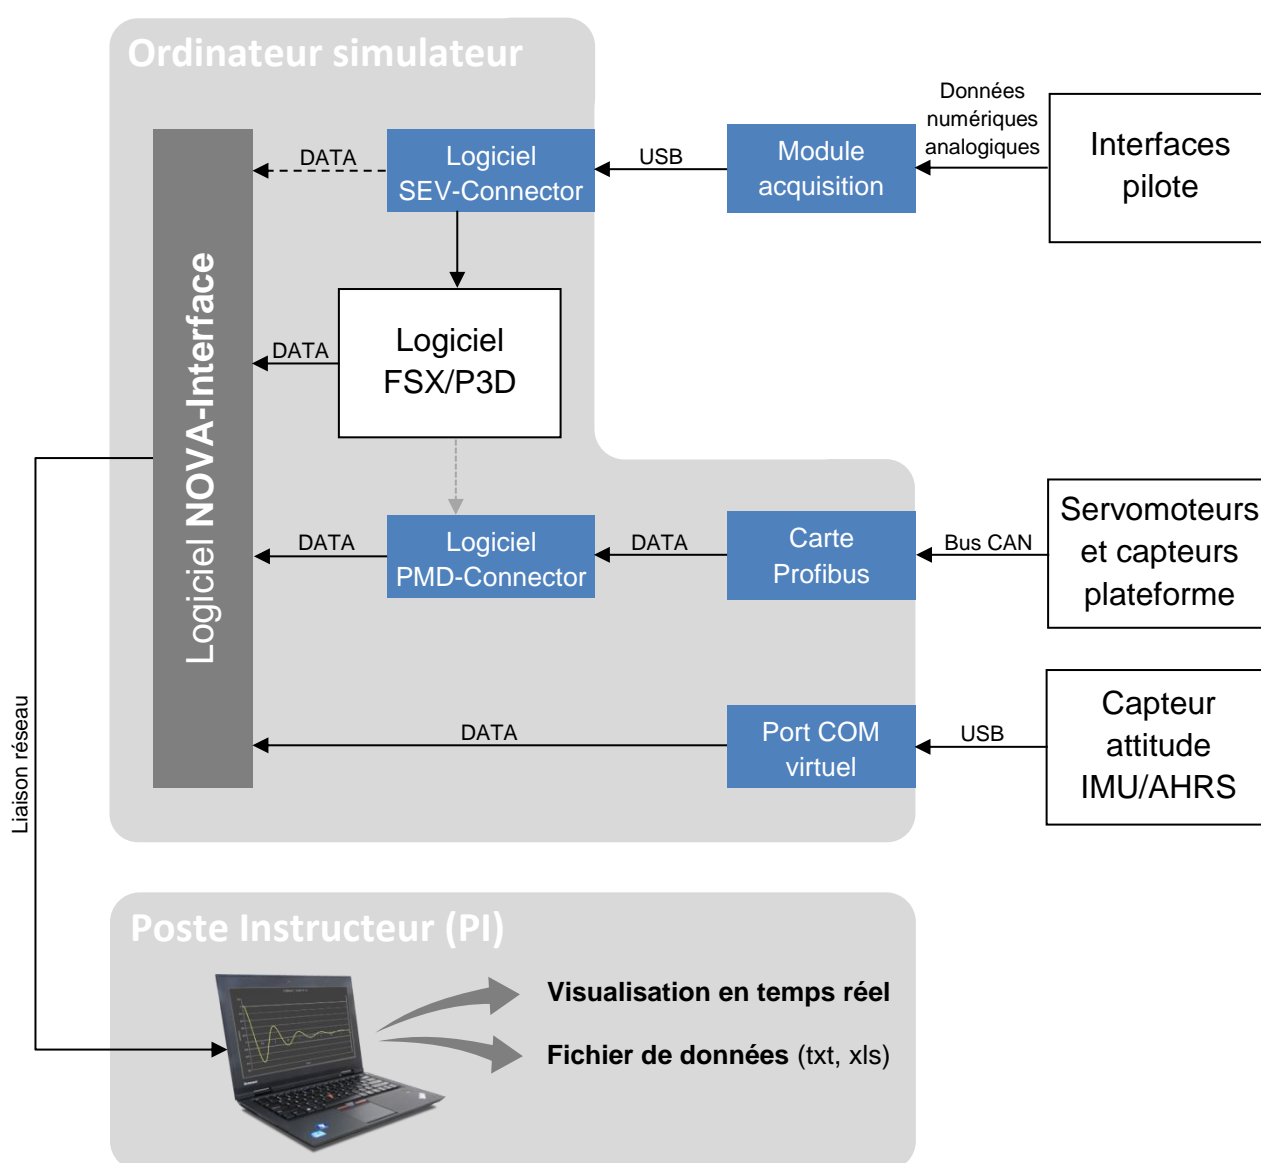 Ordinateur simulateur
Données
numériques
analogiques
Interfaces
pilote
Module
acquisition
USB
Logiciel
SEV-Connector
DATA
Logiciel NOVA-Interface
Logiciel
FSX/P3D
DATA
Servomoteurs
et capteurs
plateforme
Bus CAN
Carte
Profibus
DATA
Logiciel
PMD-Connector
DATA
Capteur
attitude
IMU/AHRS
USB
Port COM
virtuel
DATA
Liaison réseau
Poste Instructeur (PI)
Visualisation en temps réel
Fichier de données (txt, xls)